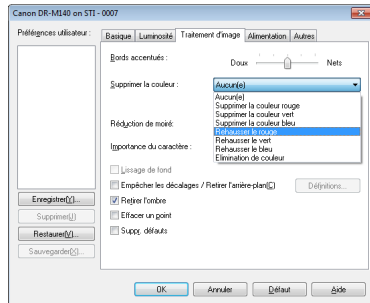 Canon DR-M140 on STI -
Préférences utilisateur :
Basique Luminosité Traitement d'image Alimentation Autres
Bords accentués :
Doux Nets
Supprimer la couleur :
Aucun(e)
Aucun(e)
Supprimer la couleur rouge
Supprimer la couleur vert
Supprimer la couleur bleu
Rehausser le rouge
Rehausser le vert
Rehausser le bleu
Elimination de couleur
Réduction de moiré:
Importance du caractère :
Lissage de fond
Empêcher les décalages / Retirer l'arrière-plan(C)
Définitions...
Retirer l'ombre
Effacer un point
Suppr. défauts
Enregistrer(Y)...
Supprimer(J)
Restaurer(V)...
Sauvegarder(X)...
OK Annuler Défaut Aide